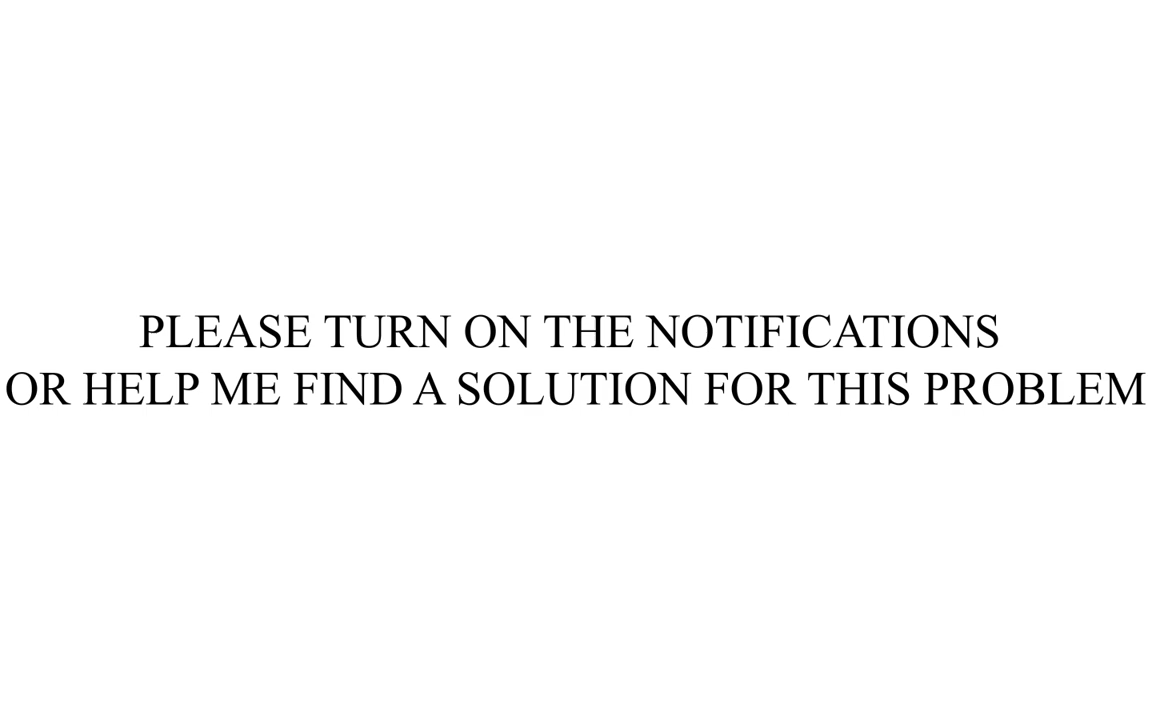 PLEASE TURN ON THE NOTIFICATIONS
OR HELP ME FIND A SOLUTION FOR THIS PROBLEM